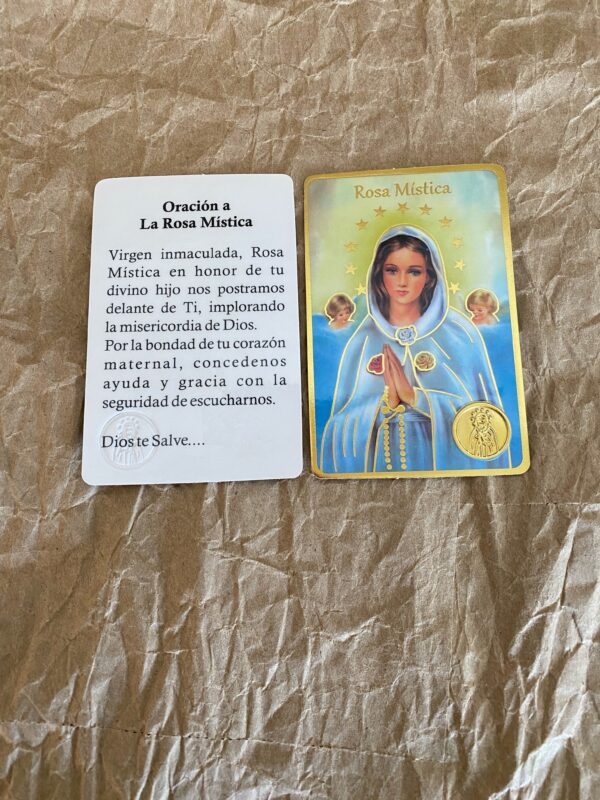 Oración a
La Rosa Mística
Virgen inmaculada, Rosa
Mística en honor de tu
divino hijo nos postramos
delante de Ti, implorando
la misericordia de Dios.
Por la bondad de tu corazón
maternal, concedenos
ayuda y gracia con la
seguridad de escucharnos.
Dios te Salve....
Rosa Mística